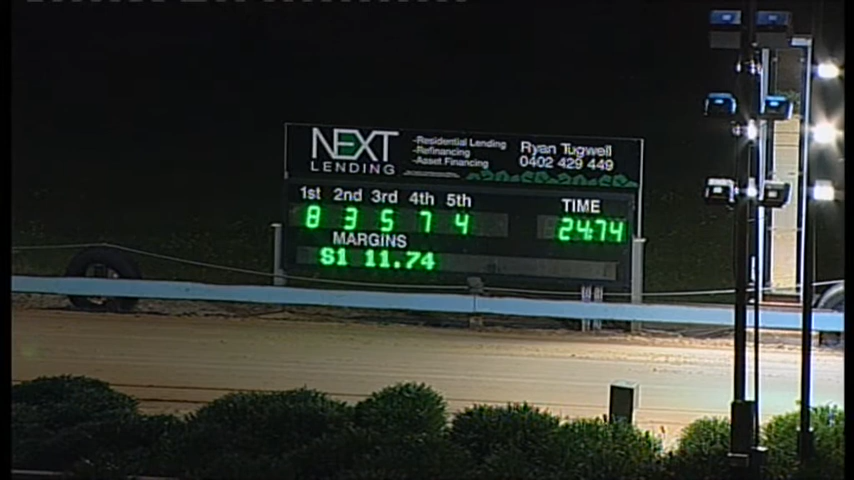 NEXT
LENDING
-Residential Lending
-Refinancing
-Asset Financing
Ryan Tugwell
0402 429 449
1st 2nd 3rd 4th 5th
8 3 5 7 4
TIME
24:74
MARGINS
S1 11.74